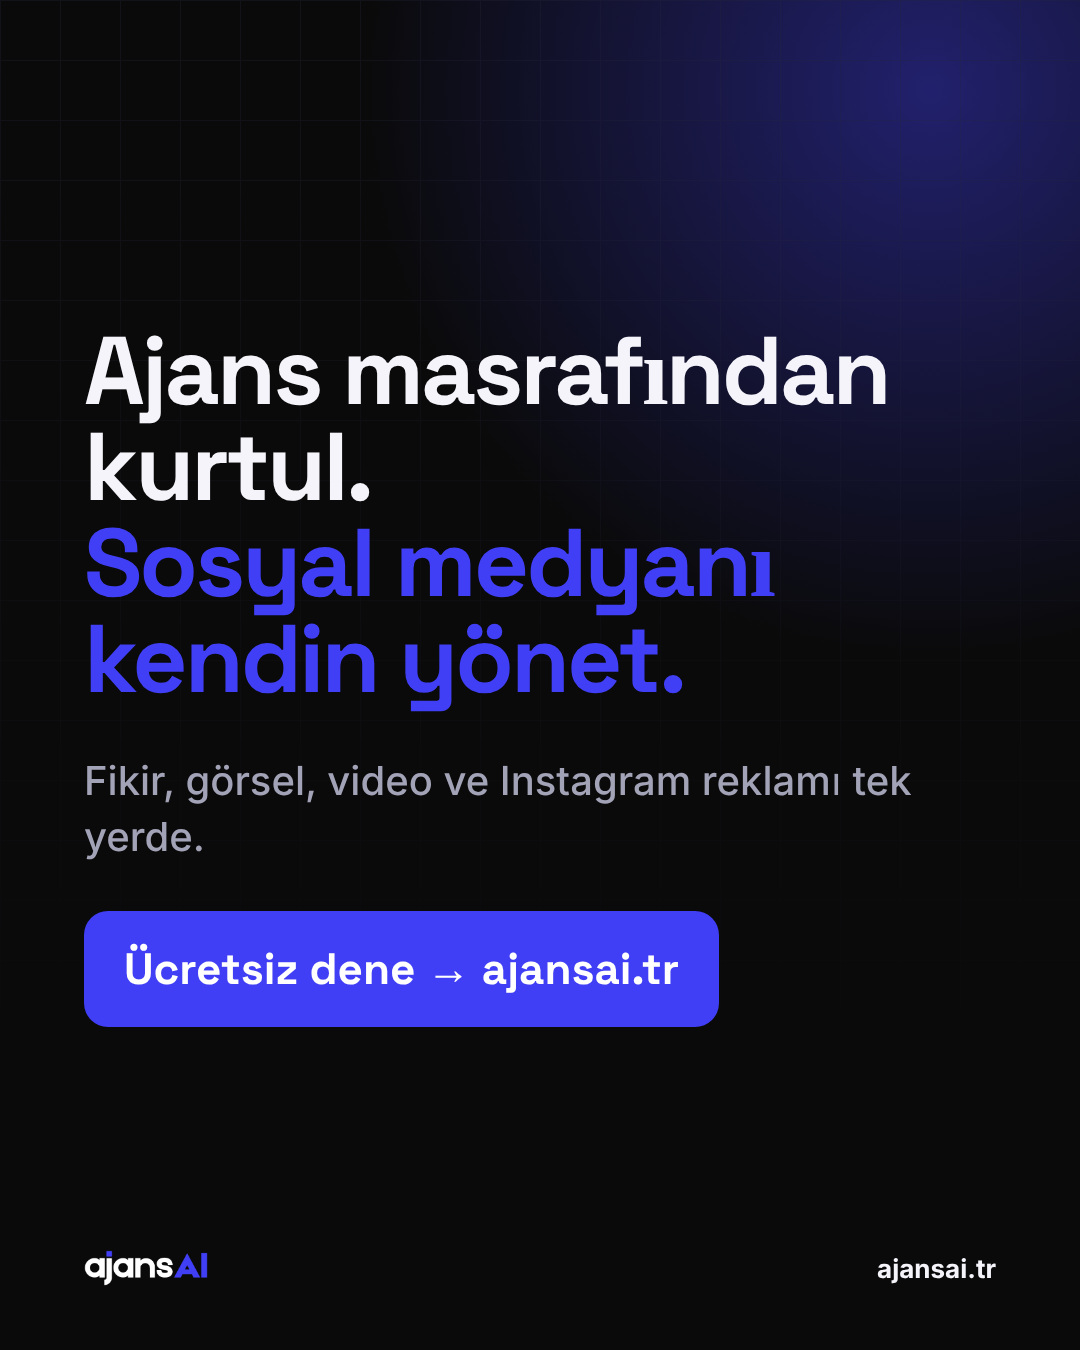 Ajans masrafından
kurtul.
Sosyal medyanı
kendin yönet.
Fikir, görsel, video ve Instagram reklamı tek
yerde.
Ücretsiz dene → ajansai.tr
ajansAI
ajansai.tr